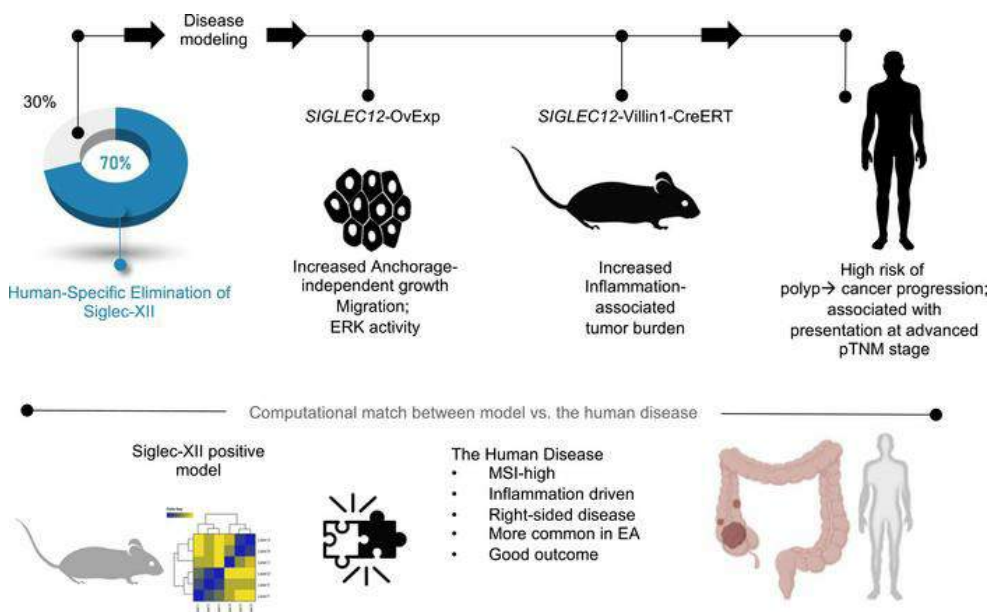 Disease
modeling
30%
70%
Human-Specific Elimination of
Siglec-XII
SIGLEC12-OvExp
Increased Anchorage-
independent growth
Migration;
ERK activity
SIGLEC12-Villin1-CreERT
Increased
Inflammation-
associated
tumor burden
High risk of
polyp→ cancer progression;
associated with
presentation at advanced
pTNM stage
Computational match between model vs. the human disease
Siglec-XII positive
model
The Human Disease
• MSI-high
• Inflammation driven
• Right-sided disease
• More common in EA
• Good outcome